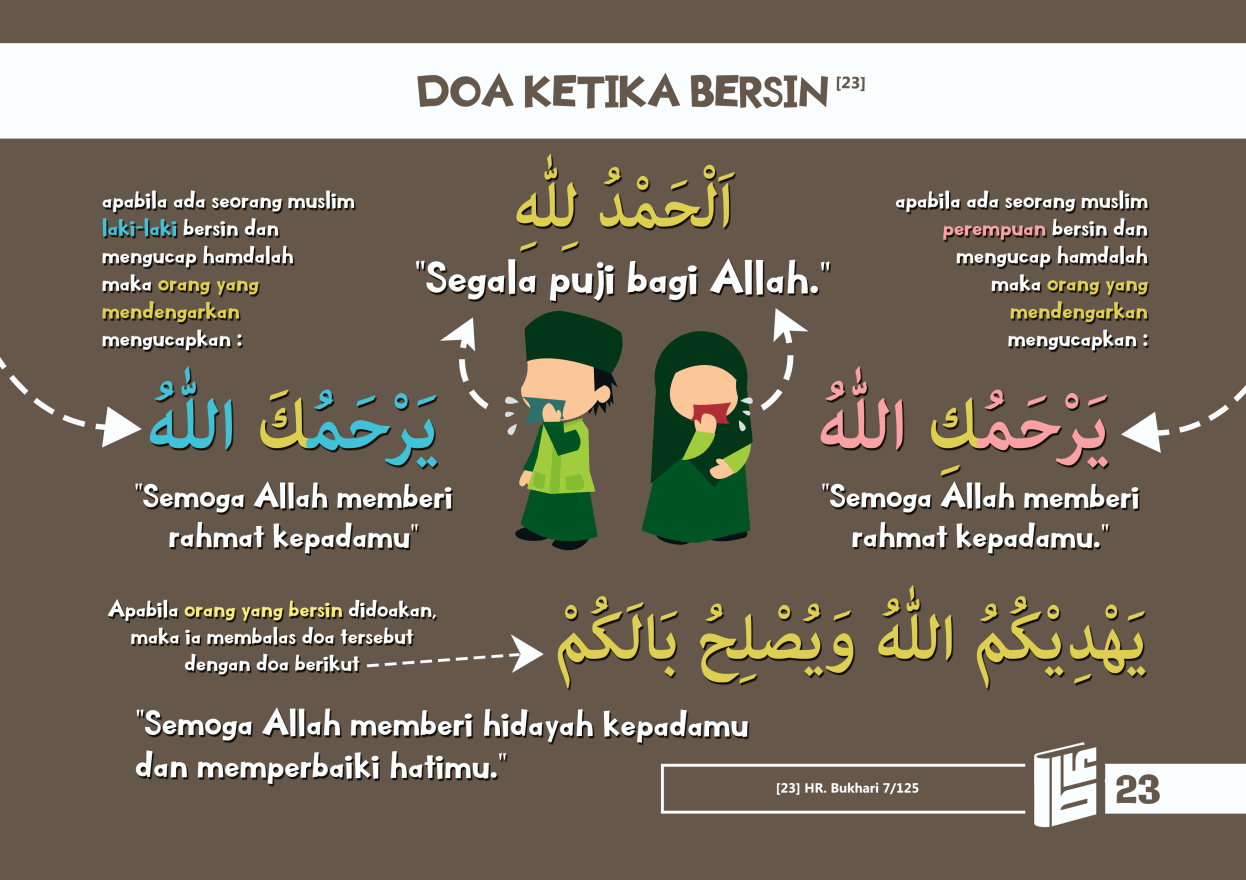 DOA KETIKA BERSIN [23]
اَلْحَمْدُ لِلّٰهِ
"Segala puji bagi Allah."
apabila ada seorang muslim
laki-laki bersin dan
mengucap hamdalah
maka orang yang
mendengarkan
mengucapkan :
يَرْحَمُكَ اللّٰهُ
"Semoga Allah memberi
rahmat kepadamu"
apabila ada seorang muslim
perempuan bersin dan
mengucap hamdalah
maka orang yang
mendengarkan
mengucapkan :
يَرْحَمُكِ اللّٰهُ
"Semoga Allah memberi
rahmat kepadamu."
Apabila orang yang bersin didoakan,
maka ia membalas doa tersebut
dengan doa berikut
يَهْدِيْكُمُ اللّٰهُ وَيُصْلِحُ بَالَكُمْ
"Semoga Allah memberi hidayah kepadamu
dan memperbaiki hatimu."
[23] HR. Bukhari 7/125
23